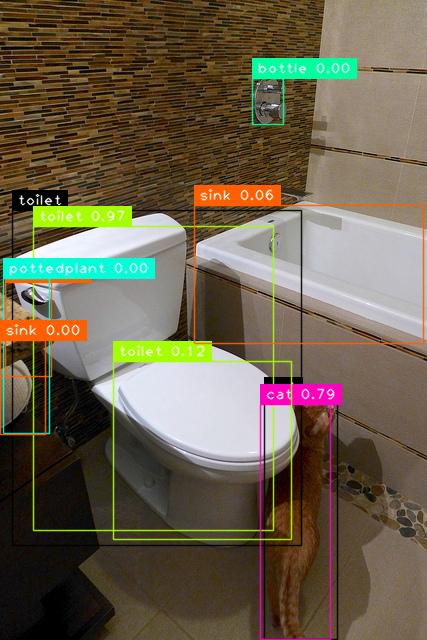 bottle 0.00
sink 0.06
toilet
toilet 0.97
pottedplant 0.00
sink 0.00
toilet 0.12
cat 0.79